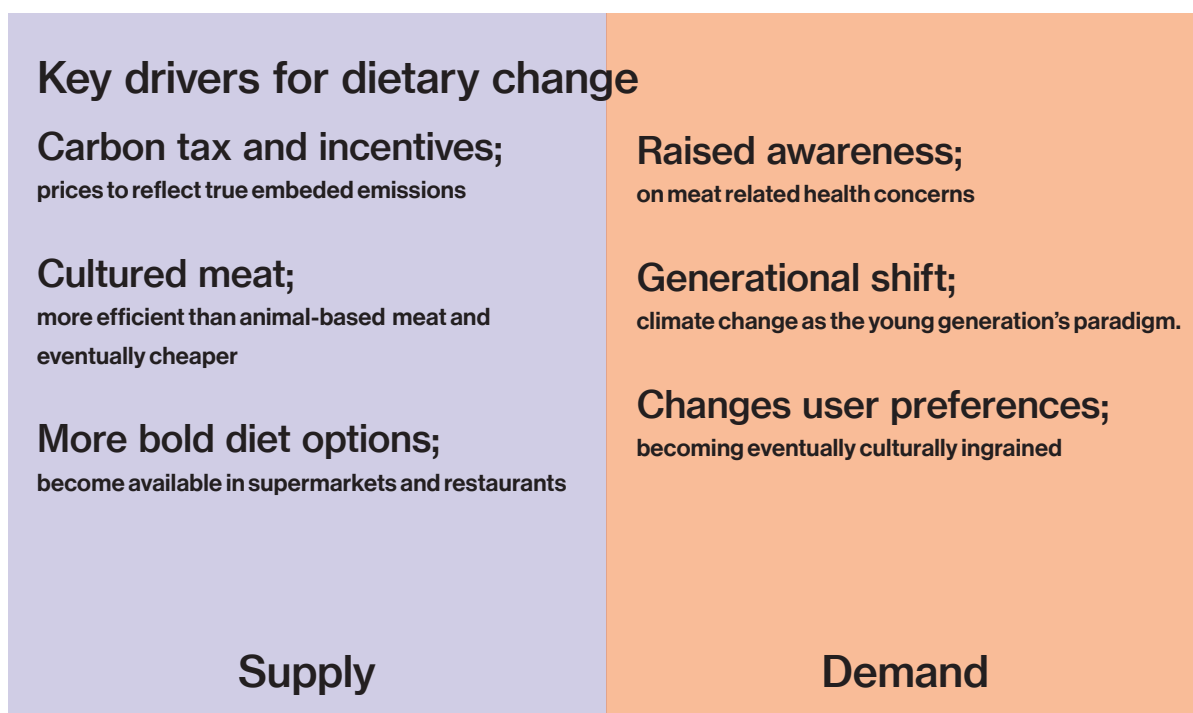 Key drivers for dietary change
Carbon tax and incentives;
prices to reflect true embeded emissions
Cultured meat;
more efficient than animal-based meat and
eventually cheaper
More bold diet options;
become available in supermarkets and restaurants
Supply
Raised awareness;
on meat related health concerns
Generational shift;
climate change as the young generation’s paradigm.
Changes user preferences;
becoming eventually culturally ingrained
Demand